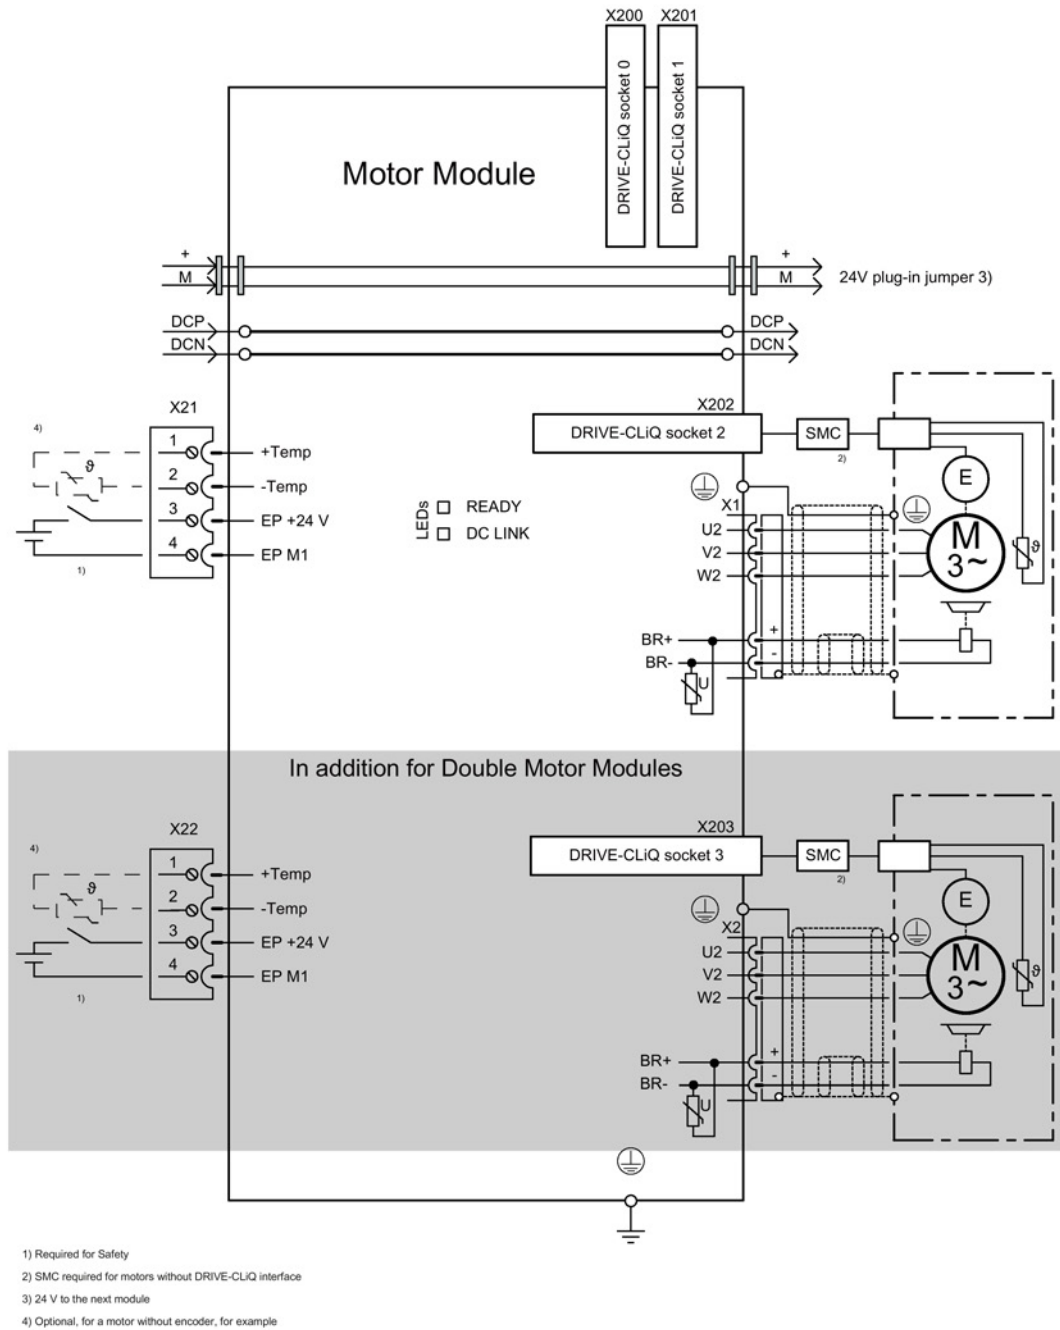 X200 X201
DRIVE-CLiQ socket 0
DRIVE-CLiQ socket 1
Motor Module
+ +
M M 24V plug-in jumper 3)
DCP DCP
DCN DCN
X21
4)
1 +Temp
ϑ
2 -Temp
3 EP +24 V
4 EP M1
1)
LEDs
READY
DC LINK
X202
DRIVE-CLiQ socket 2 SMC
2)
E
X1
U2
V2
W2
M
3~
ϑ
BR+ +
BR- -
U
In addition for Double Motor Modules
X22
4)
1 +Temp
ϑ
2 -Temp
3 EP +24 V
4 EP M1
1)
X203
DRIVE-CLiQ socket 3 SMC
2)
E
X2
U2
V2
W2
M
3~
ϑ
BR+ +
BR- -
U
1) Required for Safety
2) SMC required for motors without DRIVE-CLiQ interface
3) 24 V to the next module
4) Optional, for a motor without encoder, for example